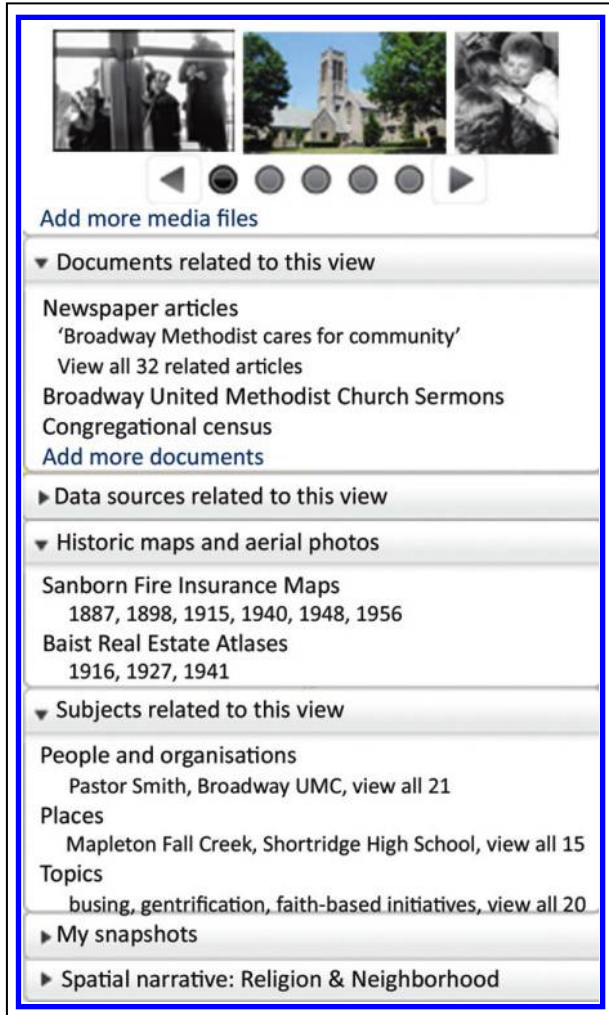 Add more media files
Documents related to this view
Newspaper articles
‘Broadway Methodist cares for community’
View all 32 related articles
Broadway United Methodist Church Sermons
Congregational census
Add more documents
Data sources related to this view
Historic maps and aerial photos
Sanborn Fire Insurance Maps
1887, 1898, 1915, 1940, 1948, 1956
Baist Real Estate Atlases
1916, 1927, 1941
Subjects related to this view
People and organisations
Pastor Smith, Broadway UMC, view all 21
Places
Mapleton Fall Creek, Shortridge High School, view all 15
Topics
busing, gentrification, faith-based initiatives, view all 20
My snapshots
Spatial narrative: Religion & Neighborhood